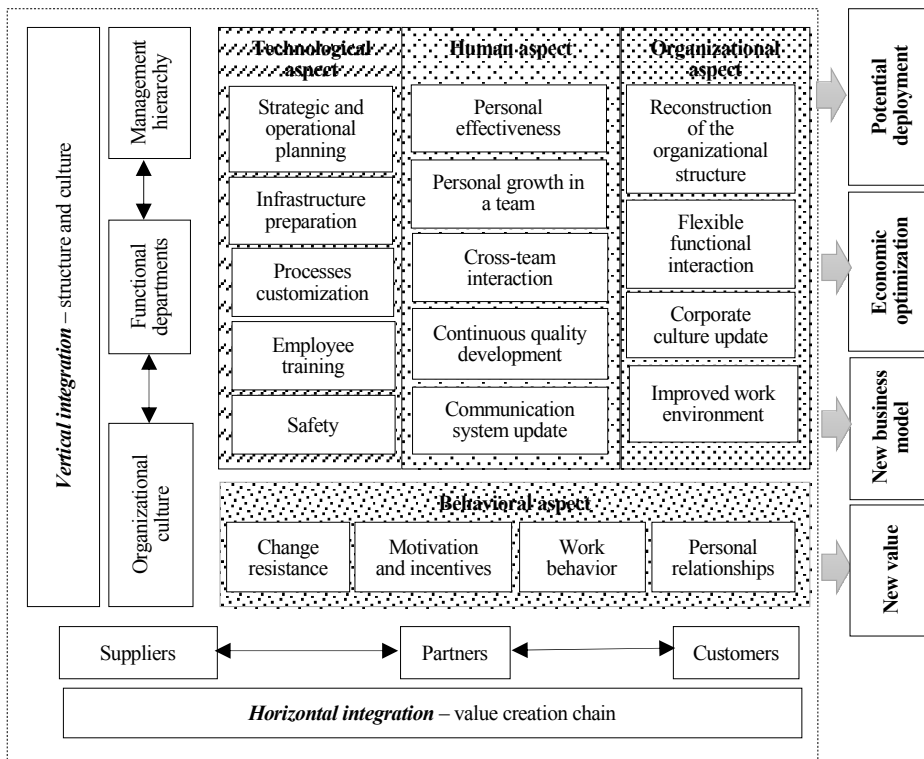 Vertical integration – structure and culture
Management
hierarchy
Functional
departments
Organizational
culture
Technological
aspect
Strategic and
operational
planning
Infrastructure
preparation
Processes
customization
Employee
training
Safety
Human aspect
Personal
effectiveness
Personal growth in
a team
Cross-team
interaction
Continuous quality
development
Communication
system update
Organizational
aspect
Reconstruction
of the
organizational
structure
Flexible
functional
interaction
Corporate
culture update
Improved work
environment
Behavioral aspect
Change
resistance
Motivation
and incentives
Work
behavior
Personal
relationships
Suppliers
Partners
Customers
Horizontal integration – value creation chain
Potential
deployment
Economic
optimization
New business
model
New value